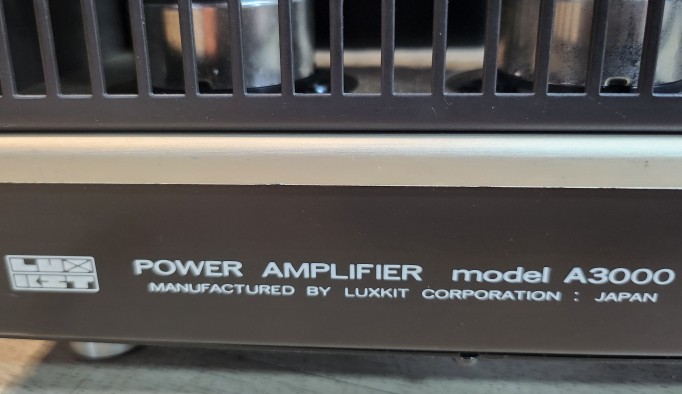 LUX
KIT
POWER AMPLIFIER model A3000
MANUFACTURED BY LUXKIT CORPORATION : JAPAN